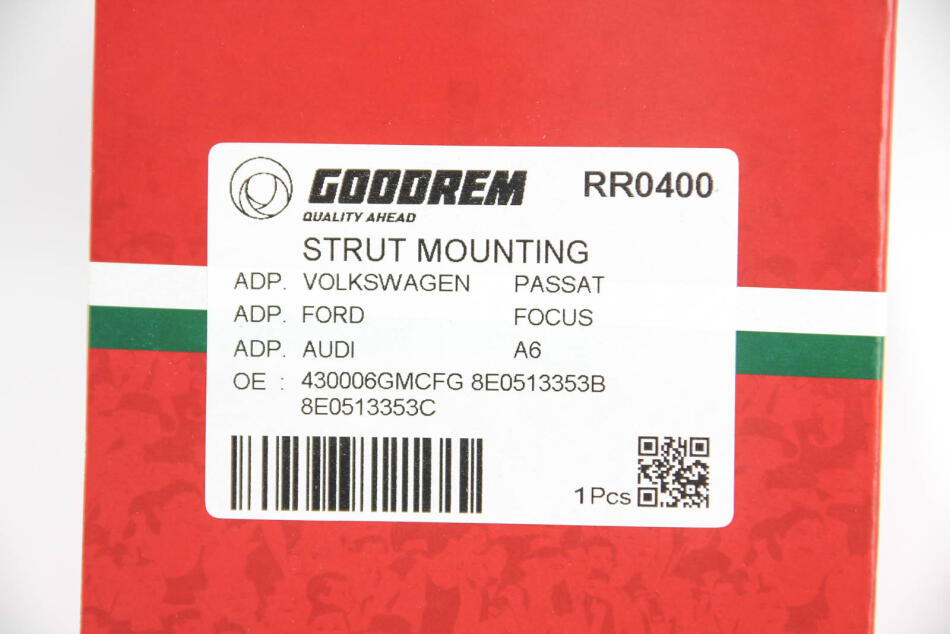 GOODREM RR0400
QUALITY AHEAD
STRUT MOUNTING
ADP. VOLKSWAGEN PASSAT
ADP. FORD FOCUS
ADP. AUDI A6
OE : 430006GMCFG 8E0513353B
8E0513353C
1Pcs